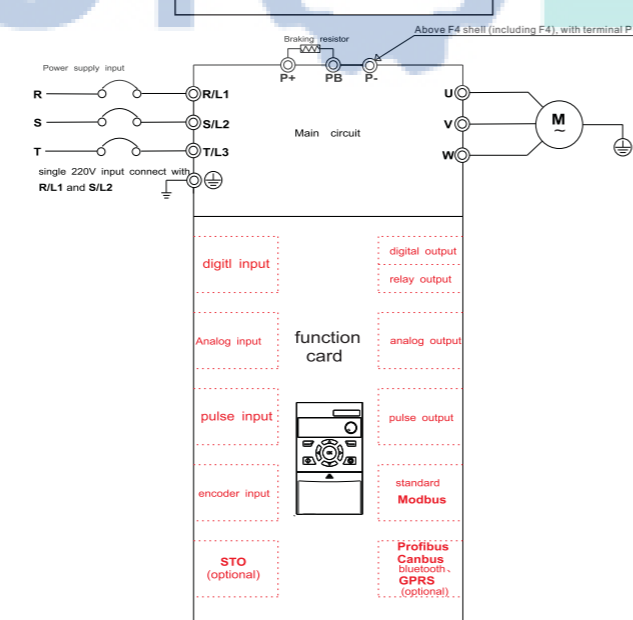 Above F4 shell (including F4), with terminal P
Braking resistor
P+ PB P-
Power supply input
R R/L1 U
S S/L2 V
T T/L3 W
Main circuit
M
~
single 220V input connect with
R/L1 and S/L2
digitl input
digital output
relay output
Analog input
function
card
analog output
pulse input
pulse output
encoder input
standard
Modbus
STO
(optional)
Profibus
Canbus
bluetooth、
GPRS
(optional)